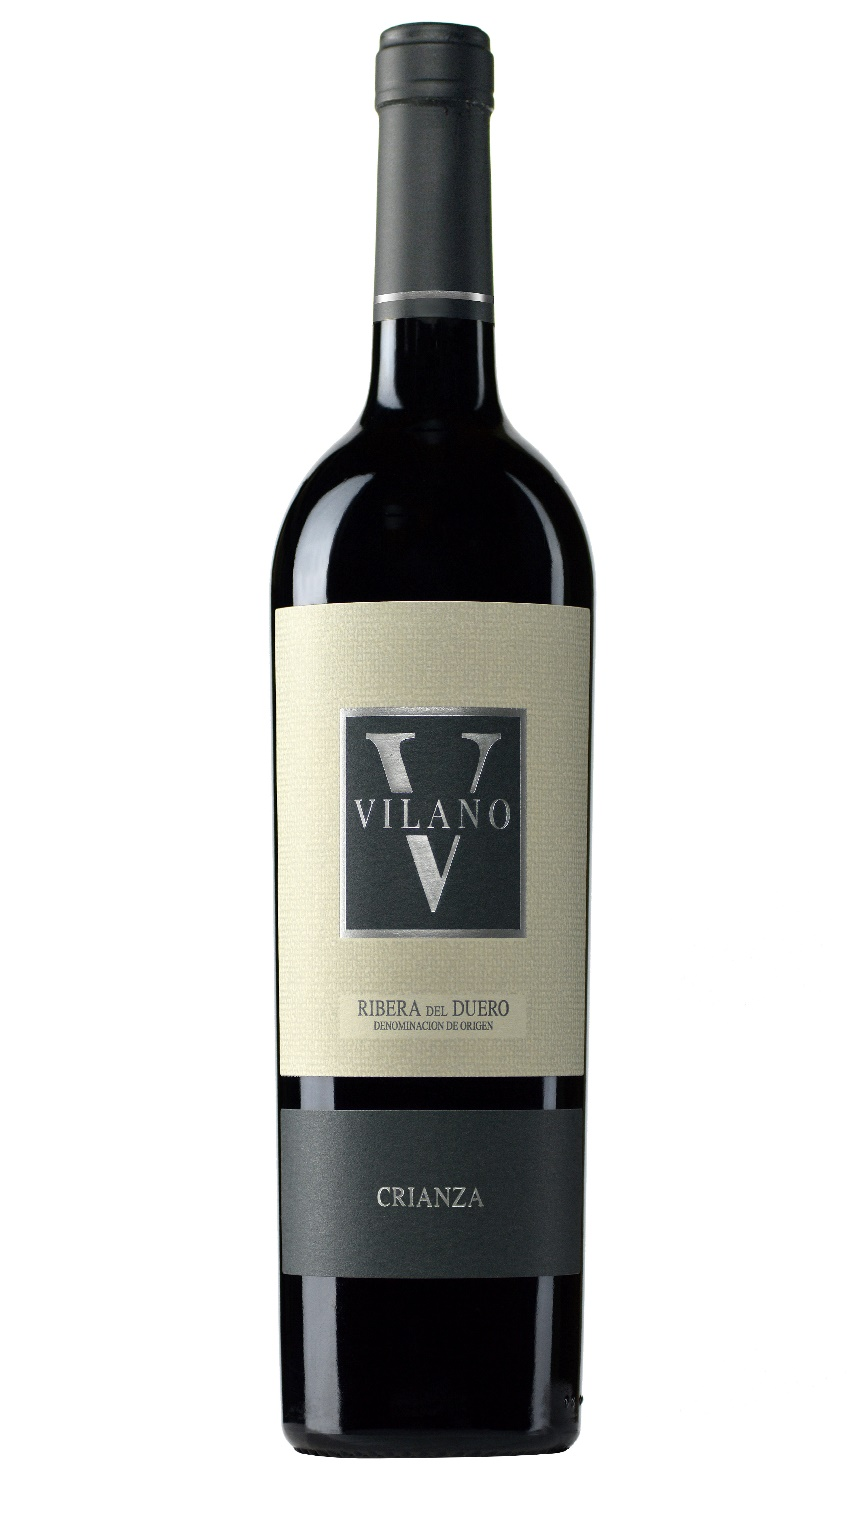 V
VILANO
RIBERA DEL DUERO
DENOMINACION DE ORIGEN
CRIANZA